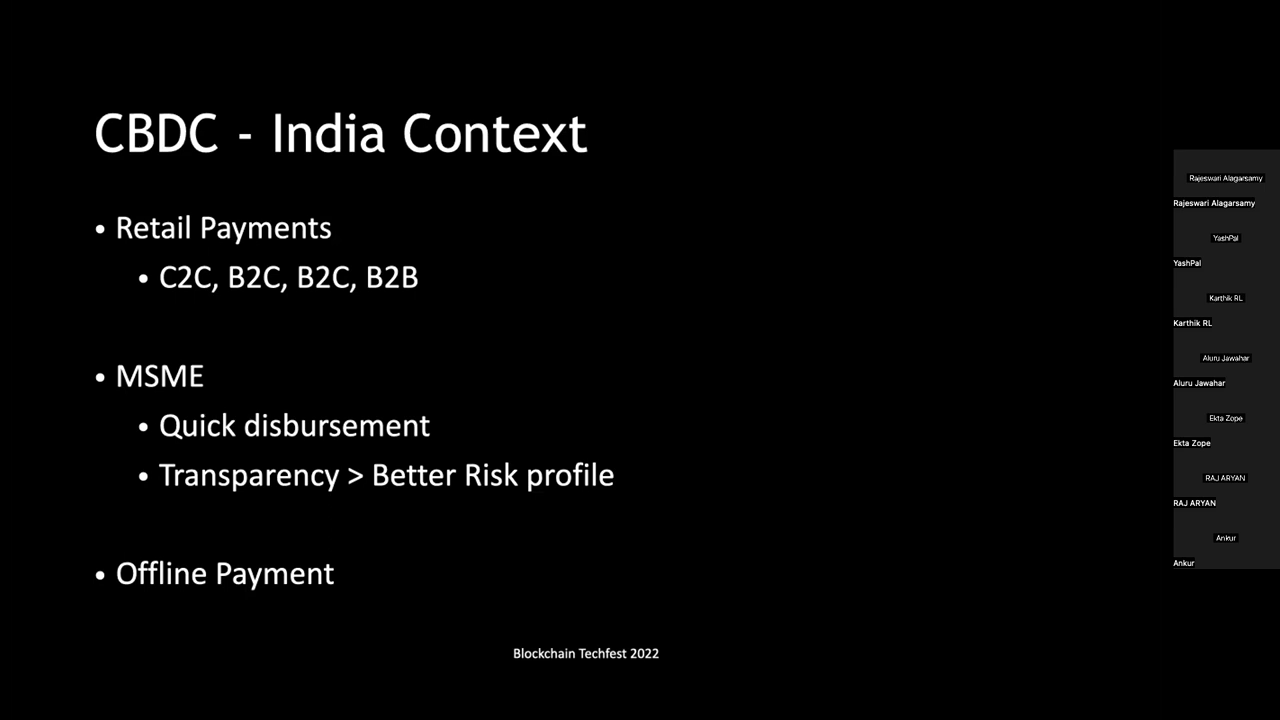 CBDC - India Context
• Retail Payments
• C2C, B2C, B2C, B2B
• MSME
• Quick disbursement
• Transparency > Better Risk profile
• Offline Payment
Blockchain Techfest 2022
Rajeswari Alagarsamy
Rajeswari Alagarsamy
YashPal
YashPal
Karthik RL
Karthik RL
Aluru Jawahar
Aluru Jawahar
Ekta Zope
Ekta Zope
RAJ ARYAN
RAJ ARYAN
Ankur
Ankur